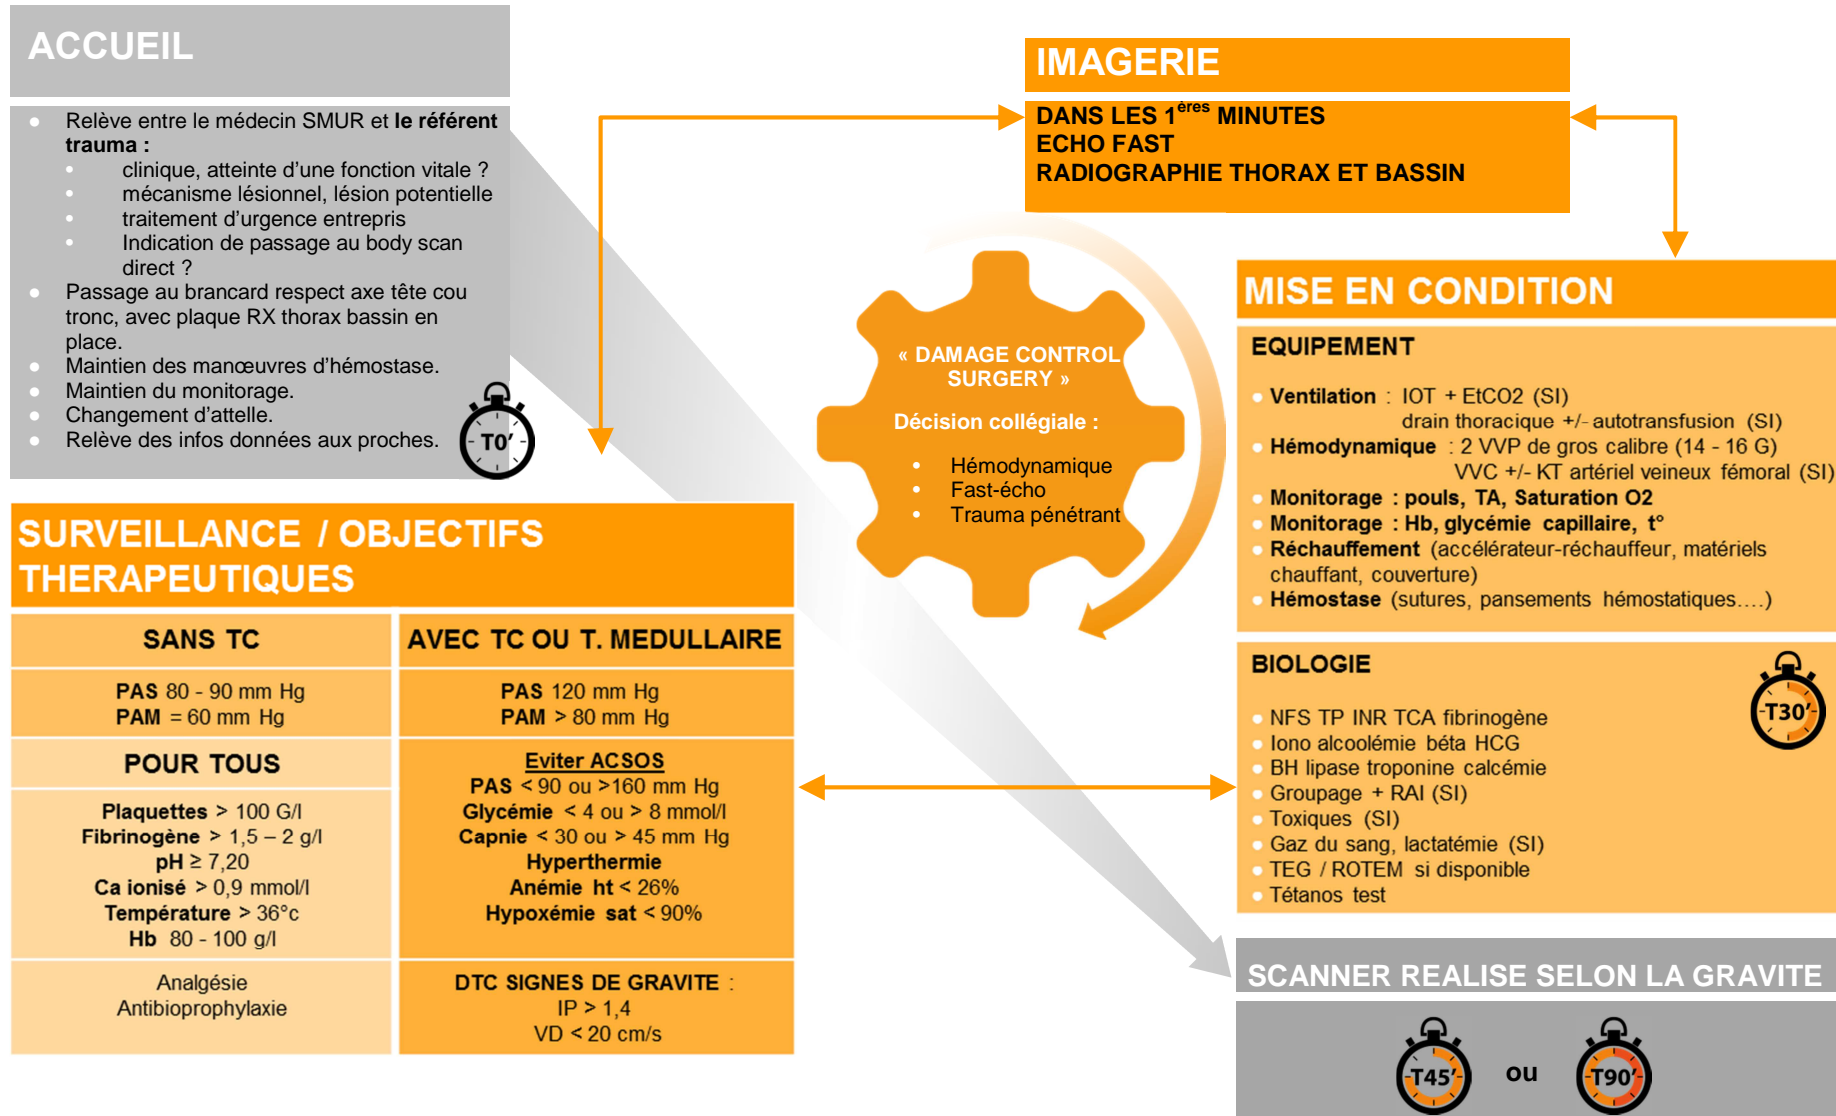 ACCUEIL
Relève entre le médecin SMUR et le référent
trauma :
clinique, atteinte d'une fonction vitale ?
mécanisme lésionnel, lésion potentielle
traitement d'urgence entrepris
Indication de passage au body scan
direct ?
Passage au brancard respect axe tête cou
tronc, avec plaque RX thorax bassin en
place.
Maintien des manœuvres d'hémostase.
Maintien du monitorage.
Changement d'attelle.
Relève des infos données aux proches.
T0'
IMAGERIE
DANS LES 1ères MINUTES
ECHO FAST
RADIOGRAPHIE THORAX ET BASSIN
« DAMAGE CONTROL
SURGERY »
Décision collégiale :
Hémodynamique
Fast-écho
Trauma pénétrant
MISE EN CONDITION
EQUIPEMENT
Ventilation : IOT + EtCO2 (SI)
drain thoracique +/- autotransfusion (SI)
Hémodynamique : 2 VVP de gros calibre (14 - 16 G)
VVC +/- KT artériel veineux fémoral (SI)
Monitorage : pouls, TA, Saturation O2
Monitorage : Hb, glycémie capillaire, t°
Réchauffement (accélérateur-réchauffeur, matériels
chauffant, couverture)
Hémostase (sutures, pansements hémostatiques....)
BIOLOGIE
NFS TP INR TCA fibrinogène
Iono alcoolémie béta HCG
BH lipase troponine calcémie
Groupage + RAI (SI)
Toxiques (SI)
Gaz du sang, lactatémie (SI)
TEG / ROTEM si disponible
Tétanos test
T30'
SURVEILLANCE / OBJECTIFS
THERAPEUTIQUES
SANS TC
PAS 80 - 90 mm Hg
PAM = 60 mm Hg
POUR TOUS
Plaquettes > 100 G/l
Fibrinogène > 1,5 – 2 g/l
pH ≥ 7,20
Ca ionisé > 0,9 mmol/l
Température > 36°c
Hb 80 - 100 g/l
Analgésie
Antibioprophylaxie
AVEC TC OU T. MEDULLAIRE
PAS 120 mm Hg
PAM > 80 mm Hg
Eviter ACSOS
PAS < 90 ou >160 mm Hg
Glycémie < 4 ou > 8 mmol/l
Capnie < 30 ou > 45 mm Hg
Hyperthermie
Anémie ht < 26%
Hypoxémie sat < 90%
DTC SIGNES DE GRAVITE :
IP > 1,4
VD < 20 cm/s
SCANNER REALISE SELON LA GRAVITE
T45' ou T90'